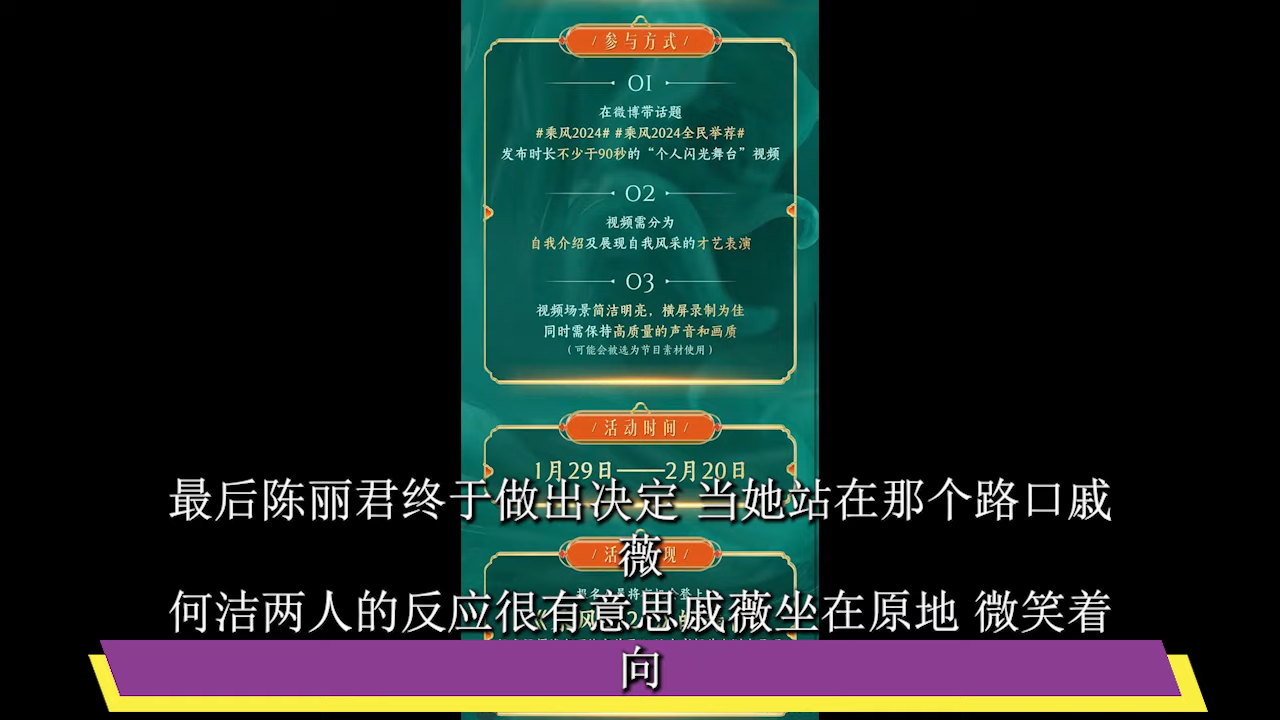 /参与方式/
01
在微博带话题
#乘风2024# #乘风2024全民举荐#
发布时长不少于90秒的“个人闪光舞台”视频
02
视频需分为
自我介绍及展现自我风采的才艺表演
03
视频场景简洁明亮，横屏录制为佳
同时需保持高质量的声音和画质
(可能会被选为节目素材使用)
/活动时间/
1月29日——2月20日
最后陈丽君终于做出决定 当她站在那个路口戚
薇
何洁两人的反应很有意思戚薇坐在原地 微笑着
向